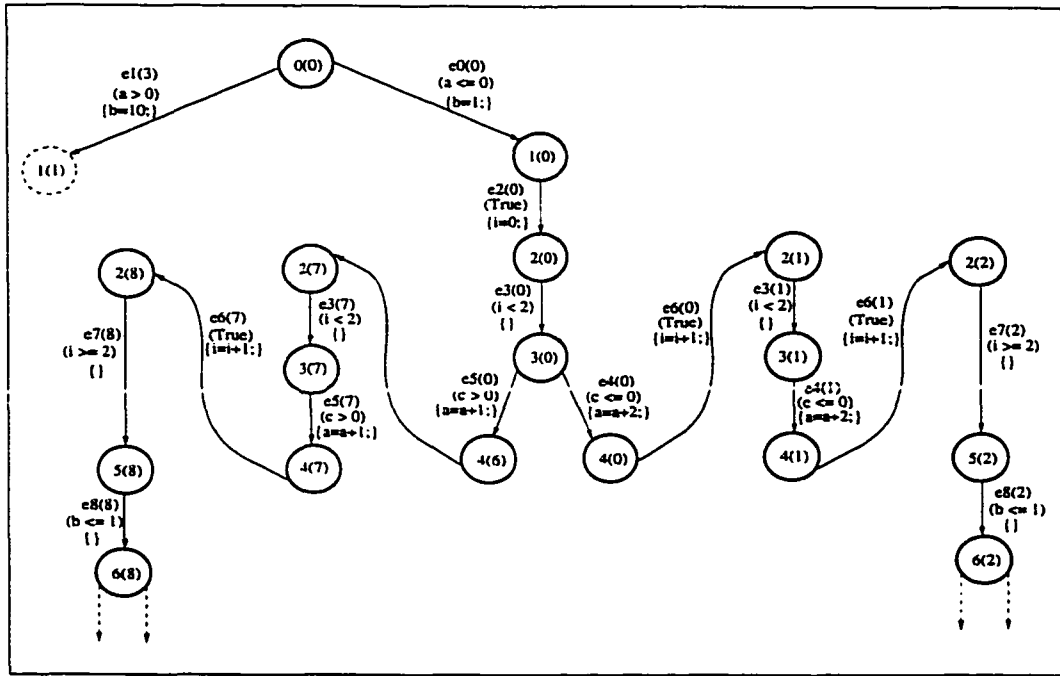 0(0)
e1(3)
(a > 0)
{b=10;}
e0(0)
(a <= 0)
{b=1;}
1(1)
1(0)
e2(0)
(True)
{i=0;}
2(8)
2(7)
2(0)
2(1)
2(2)
e7(8)
(i >= 2)
{}
e6(7)
(True)
{i=i+1;}
e3(7)
(i < 2)
{}
e3(0)
(i < 2)
{}
e6(0)
(True)
{i=i+1;}
e3(1)
(i < 2)
{}
e6(1)
(True)
{i=i+1;}
e7(2)
(i >= 2)
{}
3(7)
3(0)
3(1)
e5(7)
(c > 0)
{a=a+1;}
e5(0)
(c > 0)
{a=a+1;}
e4(0)
(c <= 0)
{a=a+2;}
e4(1)
(c <= 0)
{a=a+2;}
5(8)
4(7)
4(6)
4(0)
4(1)
5(2)
e8(8)
(b <= 1)
{}
e8(2)
(b <= 1)
{}
6(8)
6(2)